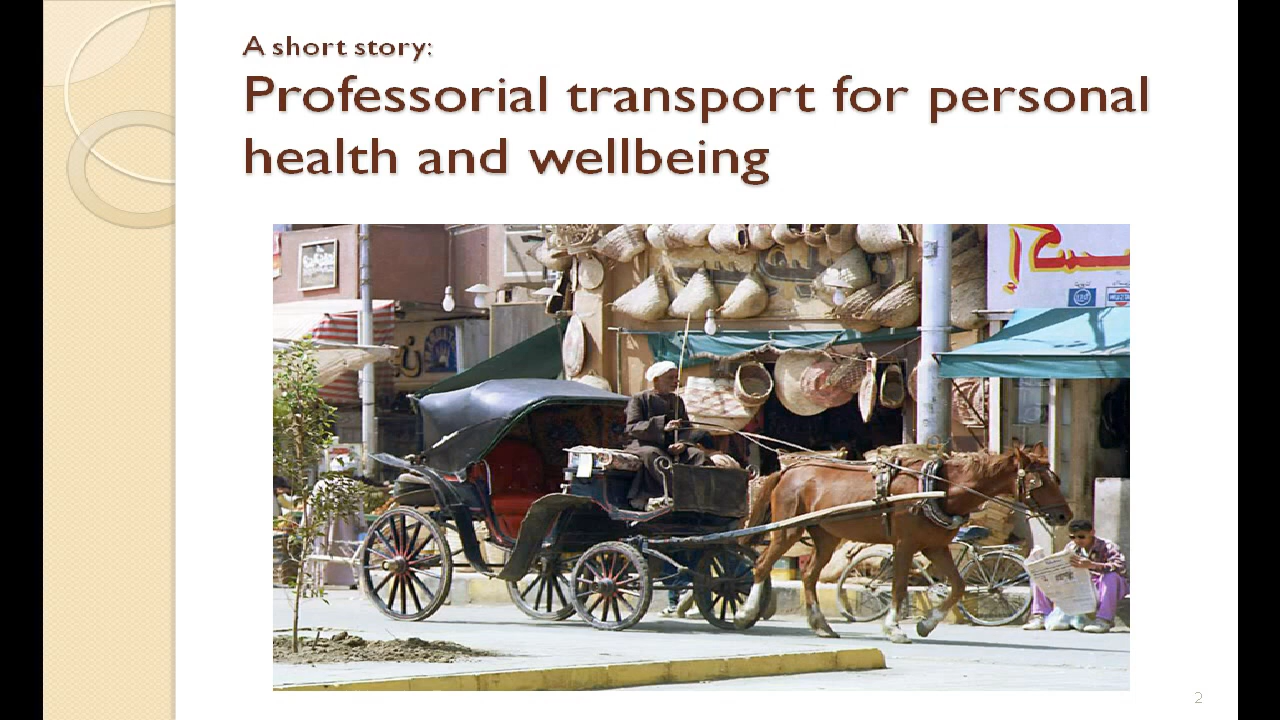 A short story:
Professorial transport for personal
health and wellbeing
2